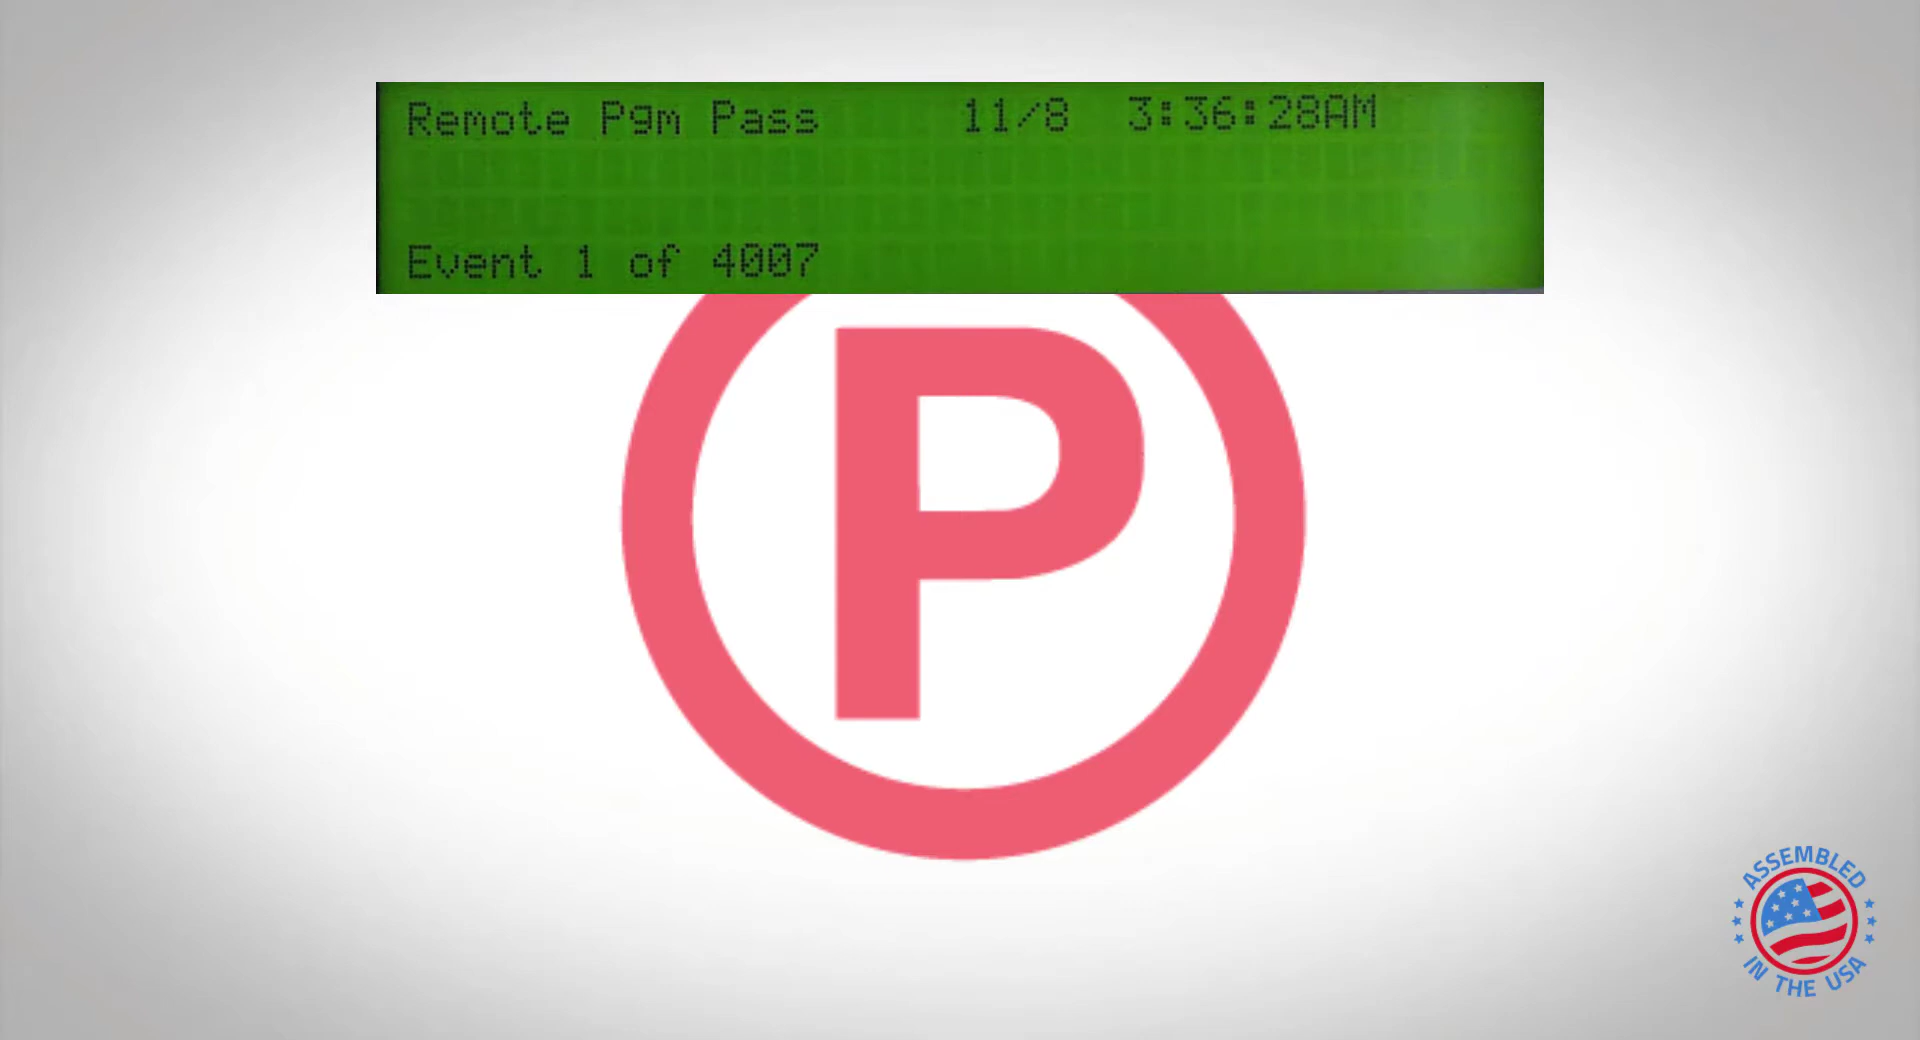 Remote Pgm Pass 11/8 3:36:28AM
Event 1 of 4007
P
ASSEMBLED
IN THE USA